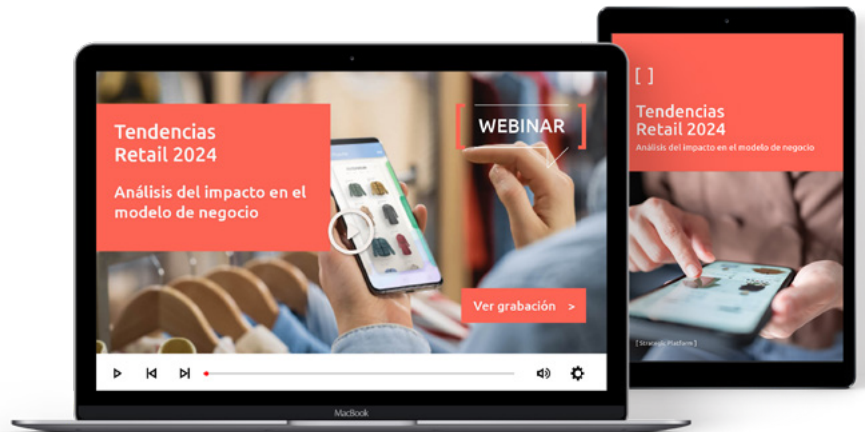 Tendencias
Retail 2024
Análisis del impacto en el
modelo de negocio
[ WEBINAR ]
Ver grabación >
MacBook
[ ]
Tendencias
Retail 2024
Análisis del impacto en el modelo de negocio
[ Strategic Platform ]